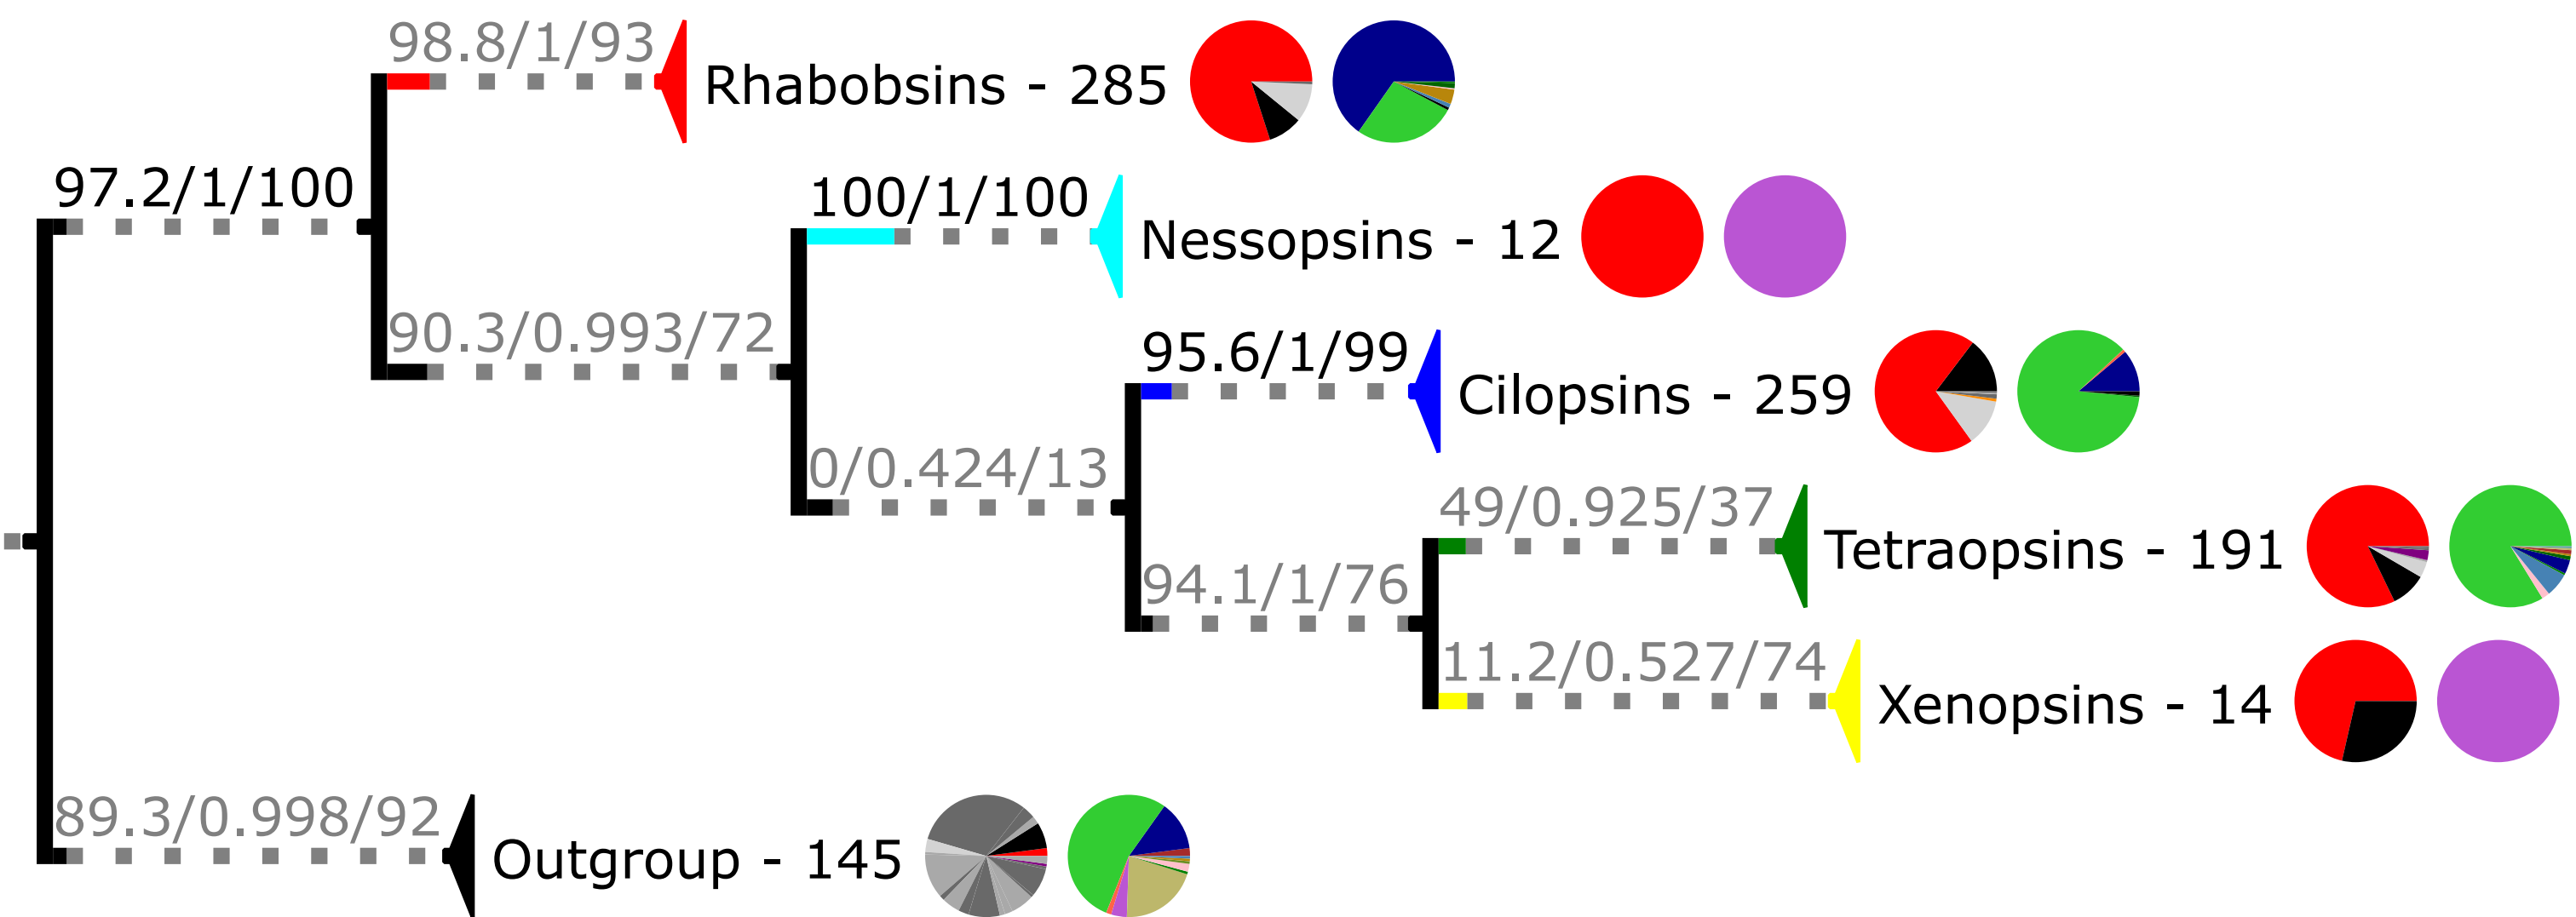 98.8/1/93
Rhabobsins - 285
97.2/1/100
100/1/100
Nessopsins - 12
90.3/0.993/72
95.6/1/99
Cilopsins - 259
0/0.424/13
49/0.925/37
Tetraopsins - 191
94.1/1/76
11.2/0.527/74
Xenopsins - 14
89.3/0.998/92
Outgroup - 145